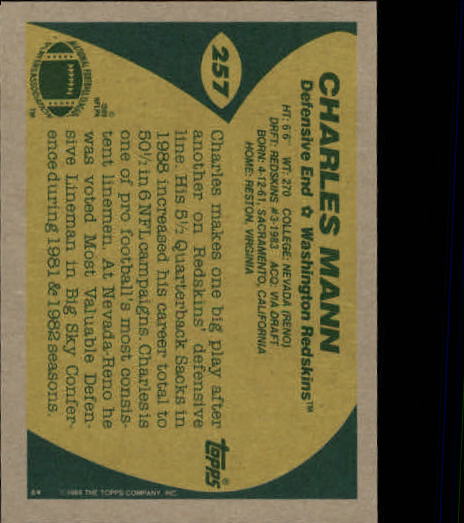 257
CHARLES MANN
Defensive End ✩ Washington Redskins™
HT: 6'6" WT: 270 COLLEGE: NEVADA (RENO)
DRFT: REDSKINS #3-1983 ACQ: VIA DRAFT
BORN: 4-12-61, SACRAMENTO, CALIFORNIA
HOME: RESTON, VIRGINIA
Charles makes one big play after
another on Redskins' defensive
line. His 5½ Quarterback Sacks in
1988 increased his career total to
50½ in 6 NFL campaigns. Charles is
one of pro football's most consis-
tent linemen. At Nevada-Reno he
was voted Most Valuable Defen-
sive Lineman in Big Sky Confer-
ence during 1981 & 1982 seasons.
topps®
©
NFLPA
™
THE TOPPS COMPANY, INC.